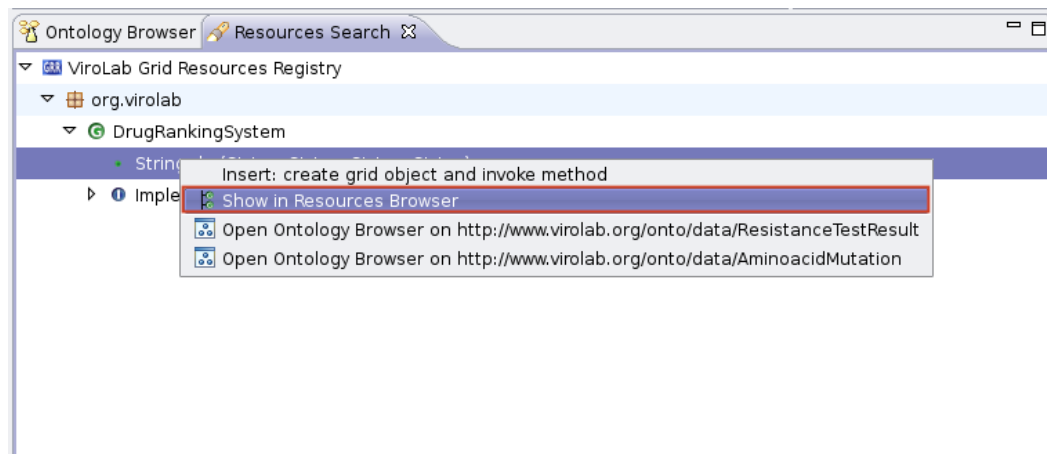 Ontology Browser Resources Search
ViroLab Grid Resources Registry
org.virolab
DrugRankingSystem
String
Insert: create grid object and invoke method
Imple
Show in Resources Browser
Open Ontology Browser on http://www.virolab.org/onto/data/ResistanceTestResult
Open Ontology Browser on http://www.virolab.org/onto/data/AminoacidMutation